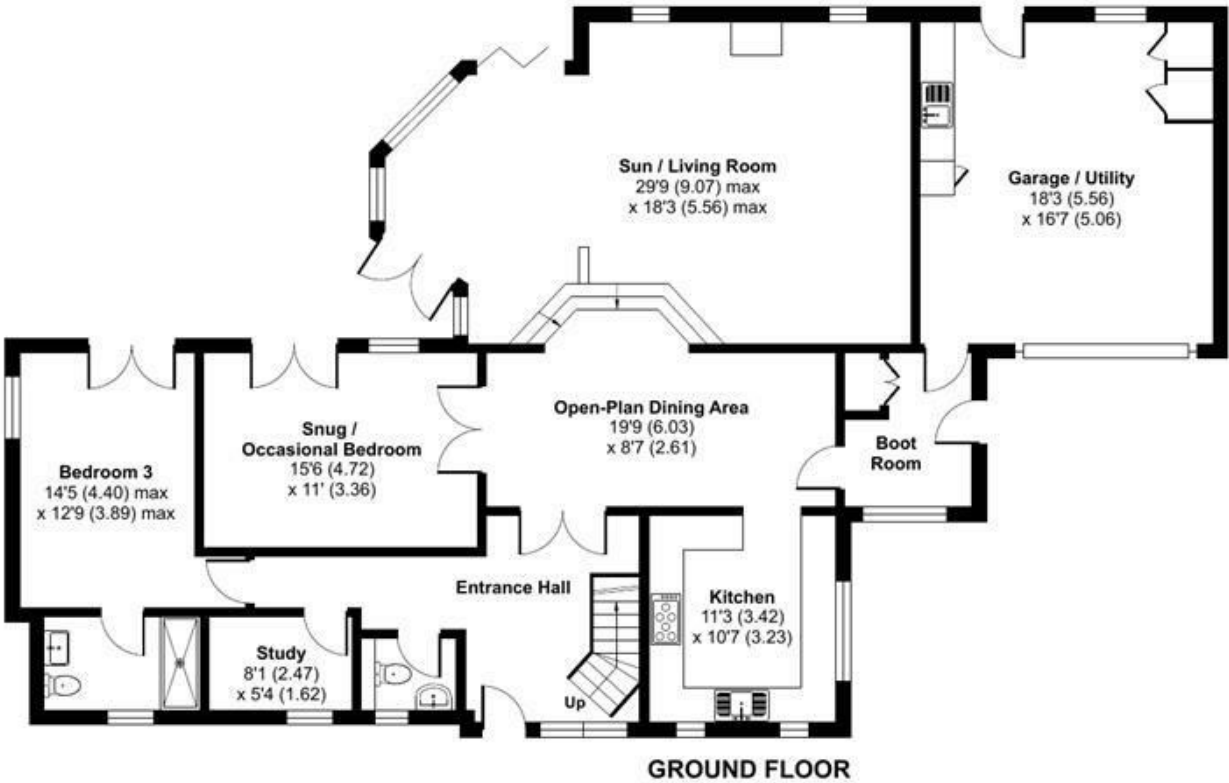 Sun / Living Room
29'9 (9.07) max
x 18'3 (5.56) max
Garage / Utility
18'3 (5.56)
x 16'7 (5.06)
Open-Plan Dining Area
19'9 (6.03)
x 8'7 (2.61)
Snug /
Occasional Bedroom
15'6 (4.72)
x 11' (3.36)
Boot
Room
Bedroom 3
14'5 (4.40) max
x 12'9 (3.89) max
Entrance Hall
Kitchen
11'3 (3.42)
x 10'7 (3.23)
Study
8'1 (2.47)
x 5'4 (1.62)
Up
GROUND FLOOR